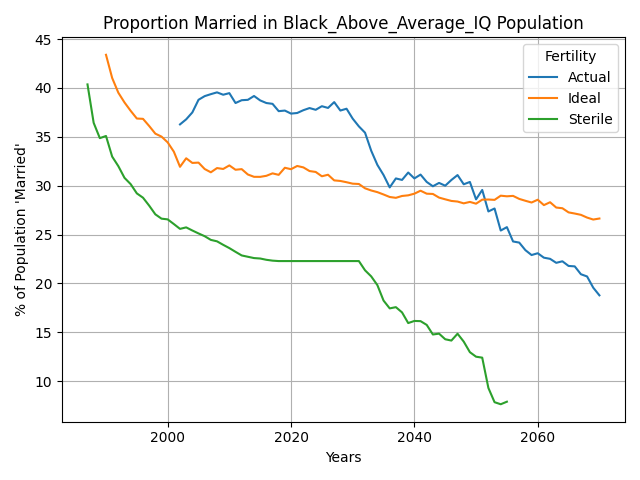 Proportion Married in Black_Above_Average_IQ Population
% of Population 'Married'
45
40
35
30
25
20
15
10
Fertility
Actual
Ideal
Sterile
2000
2020
2040
2060
Years